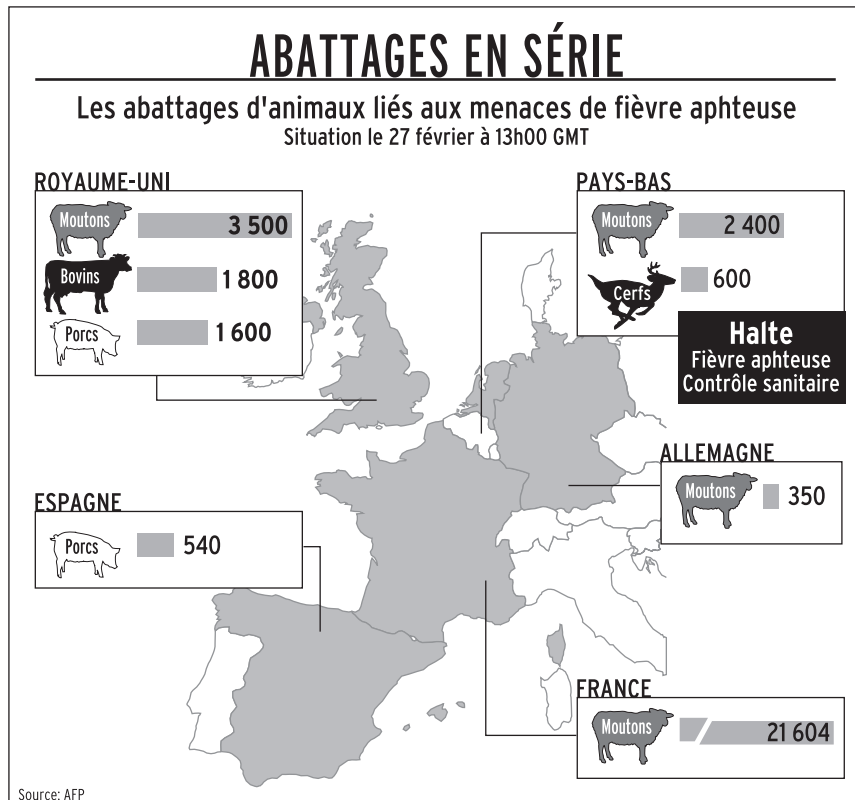 ABATTAGES EN SÉRIE
Les abattages d'animaux liés aux menaces de fièvre aphteuse
Situation le 27 février à 13h00 GMT
ROYAUME-UNI
Moutons 3 500
Bovins 1 800
Porcs 1 600
PAYS-BAS
Moutons 2 400
Cerfs 600
Halte
Fièvre aphteuse
Contrôle sanitaire
ALLEMAGNE
Moutons 350
ESPAGNE
Porcs 540
FRANCE
Moutons 21 604
Source: AFP